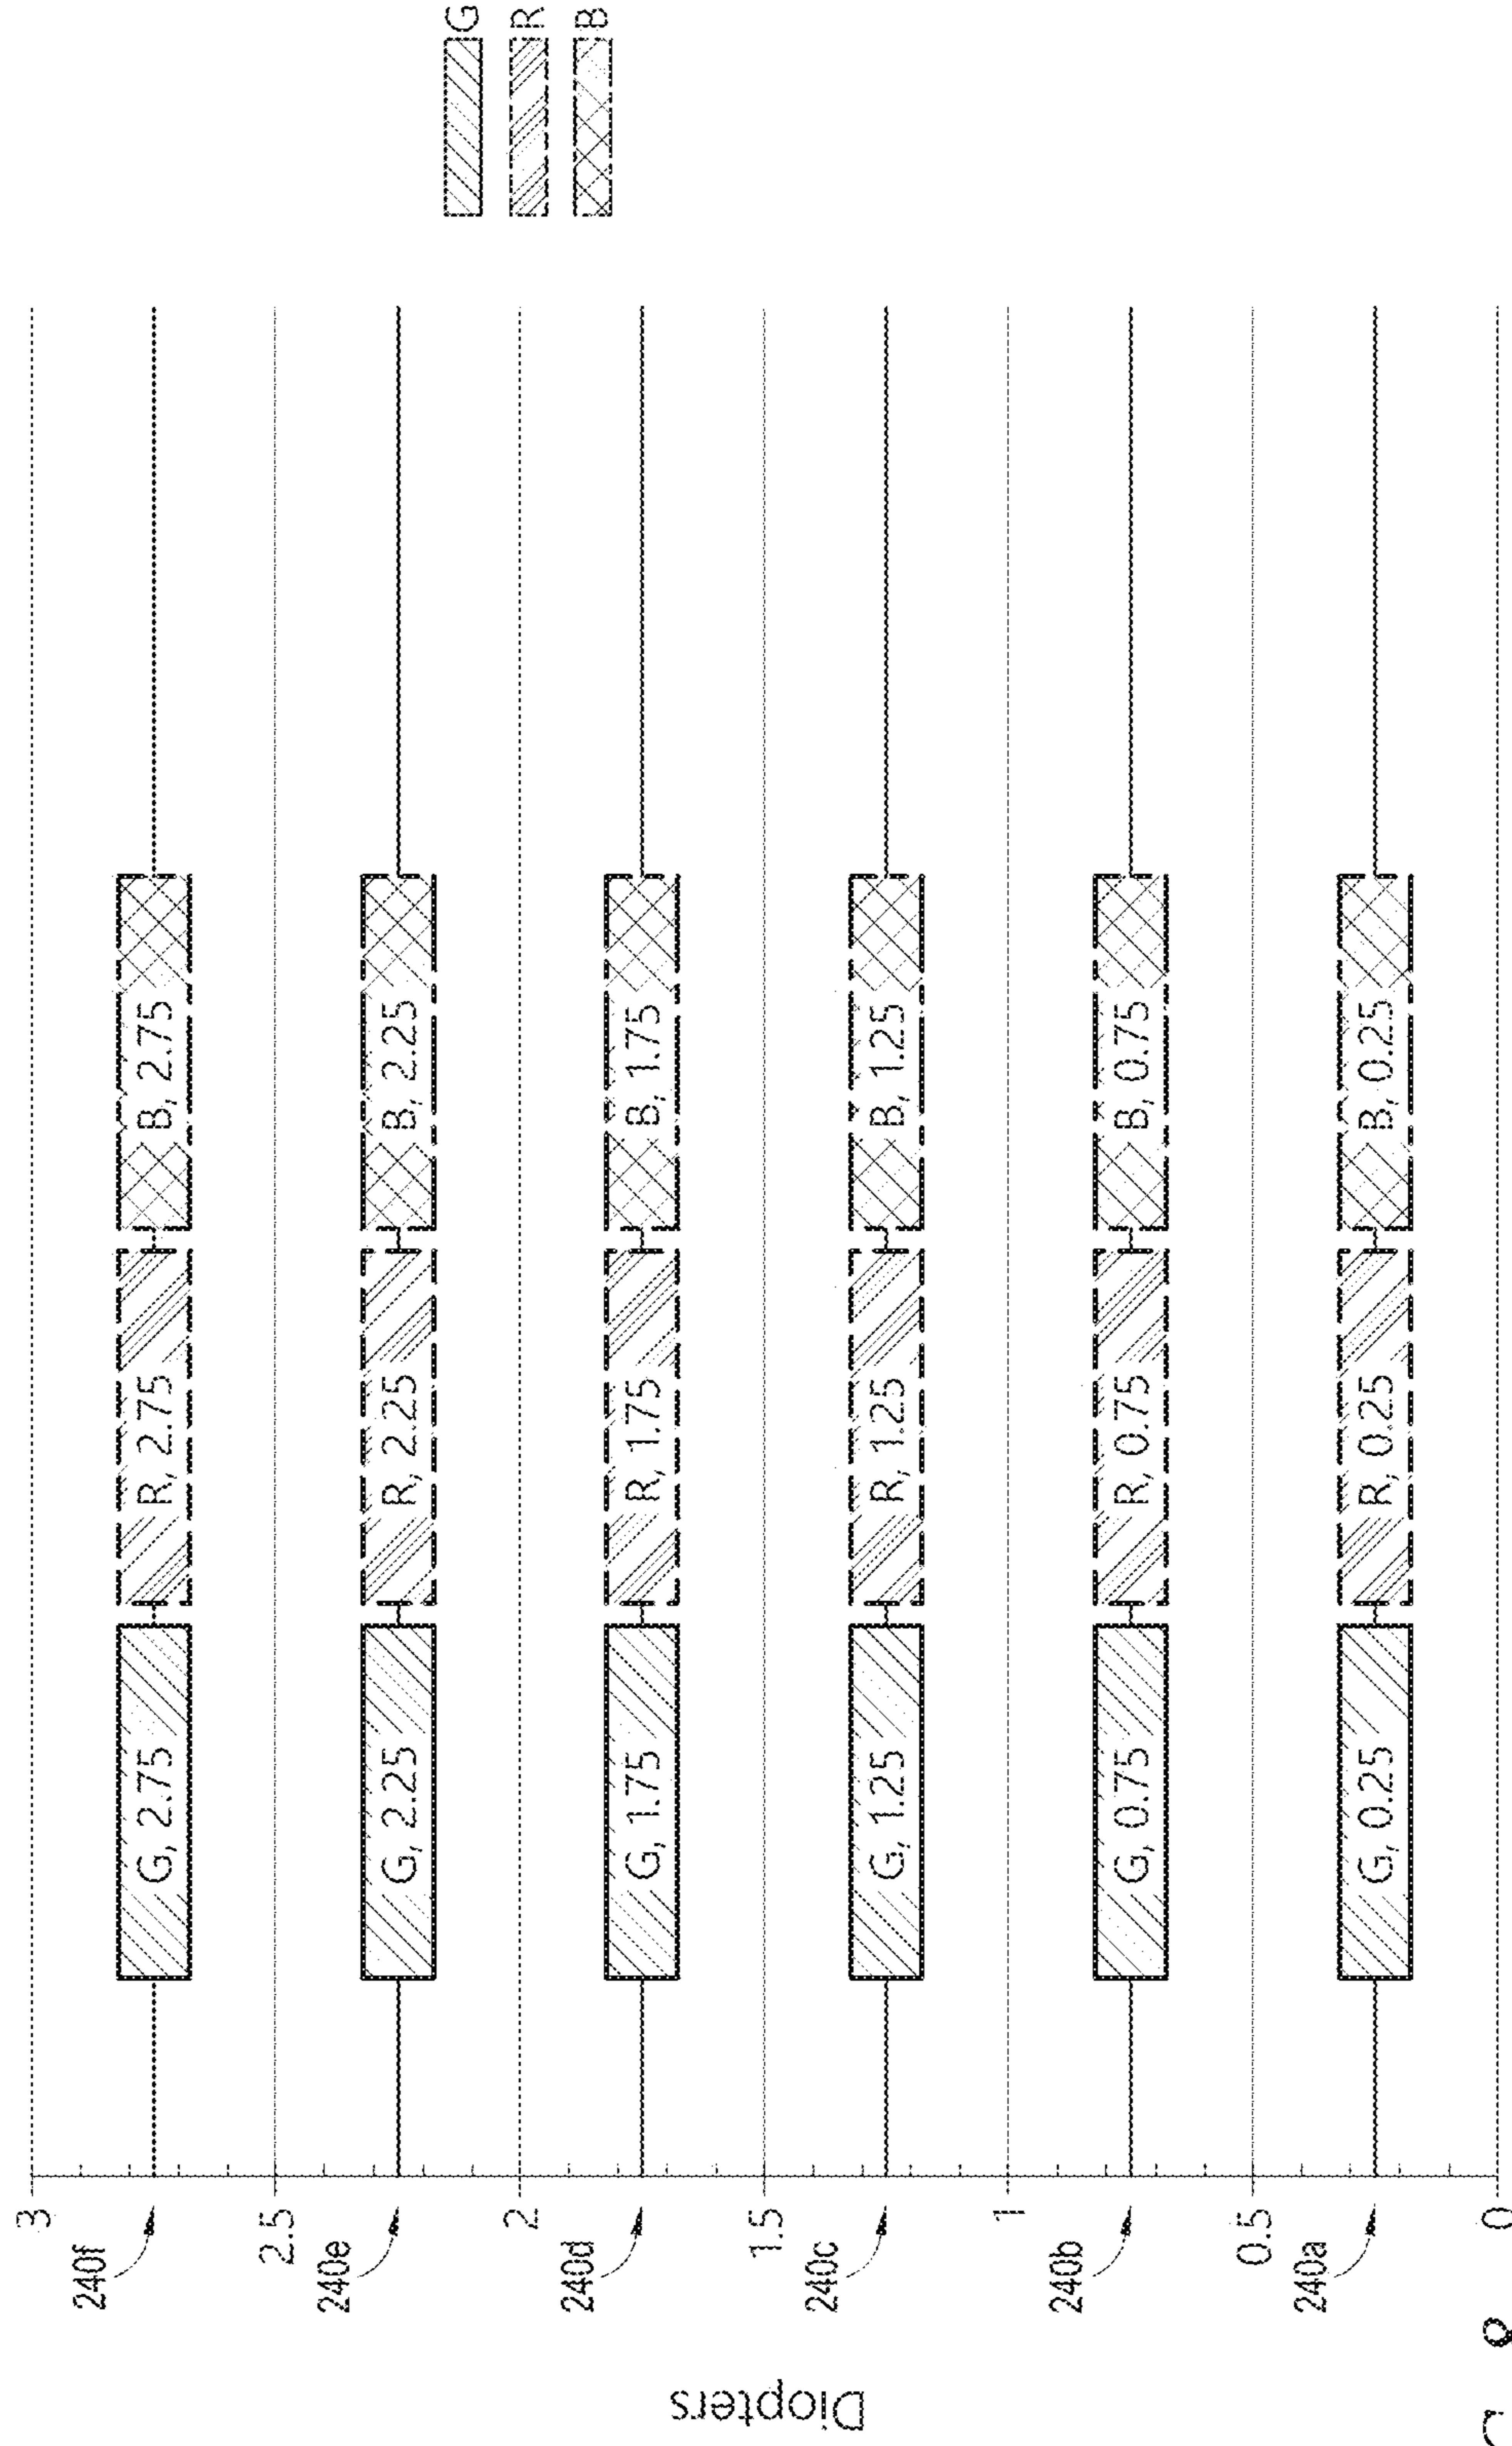 Diopters
3
240f
G, 2.75
R, 2.75
B, 2.75
2.5
240e
G, 2.25
R, 2.25
B, 2.25
2
240d
G, 1.75
R, 1.75
B, 1.75
1.5
240c
G, 1.25
R, 1.25
B, 1.25
1
240b
G, 0.75
R, 0.75
B, 0.75
0.5
240a
G, 0.25
R, 0.25
B, 0.25
0
G
R
B